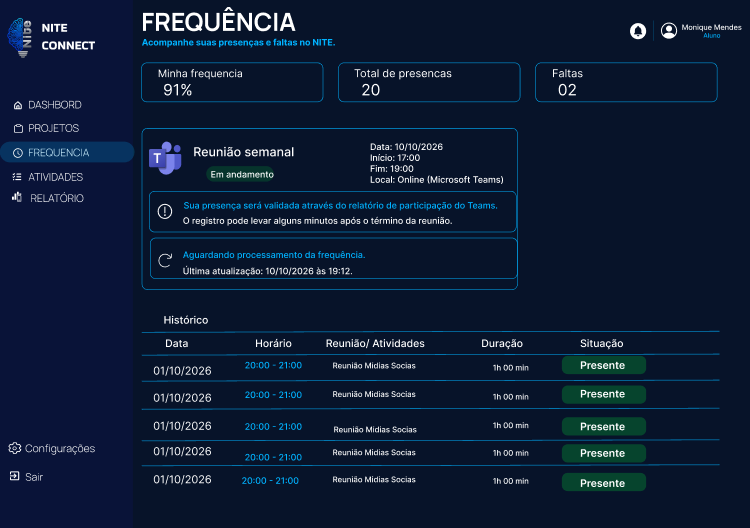 Nite
NITE
CONNECT
DASHBORD
PROJETOS
FREQUENCIA
ATIVIDADES
RELATÓRIO
Configurações
Sair
FREQUÊNCIA
Acompanhe suas presenças e faltas no NITE.
Monique Mendes
Aluno
Minha frequencia
91%
Total de presencas
20
Faltas
02
T
Reunião semanal
Em andamento
Data: 10/10/2026
Início: 17:00
Fim: 19:00
Local: Online (Microsoft Teams)
Sua presença será validada através do relatório de participação do Teams.
O registro pode levar alguns minutos após o término da reunião.
Aguardando processamento da frequência.
Última atualização: 10/10/2026 às 19:12.
Histórico
Data Horário Reunião/ Atividades Duração Situação
01/10/2026 20:00 - 21:00 Reunião Midias Socias 1h 00 min Presente
01/10/2026 20:00 - 21:00 Reunião Midias Socias 1h 00 min Presente
01/10/2026 20:00 - 21:00 Reunião Midias Socias 1h 00 min Presente
01/10/2026 20:00 - 21:00 Reunião Midias Socias 1h 00 min Presente
01/10/2026 20:00 - 21:00 Reunião Midias Socias 1h 00 min Presente